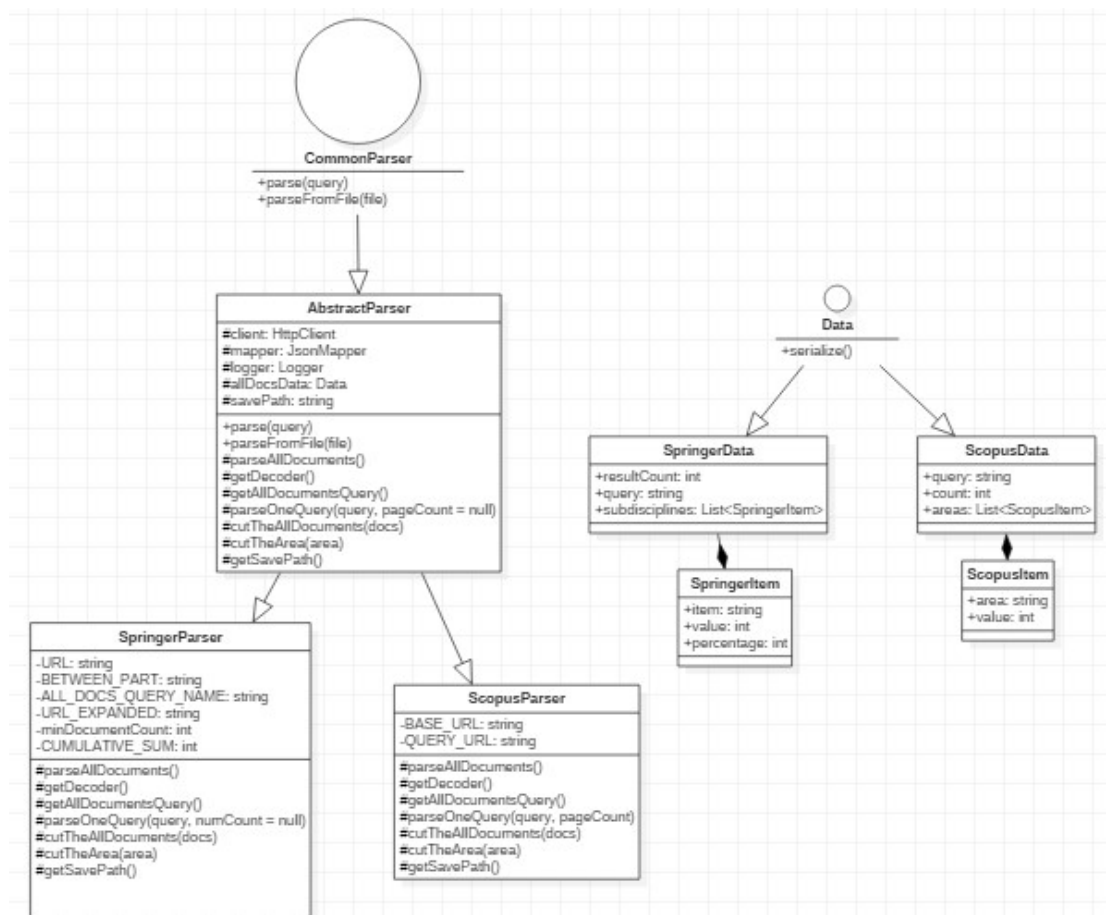 CommonParser
+parse(query)
+parseFromFile(file)
AbstractParser
#client: HttpClient
#mapper: JsonMapper
#logger: Logger
#allDocsData: Data
#savePath: string
+parse(query)
+parseFromFile(file)
#parseAllDocuments()
#getDecoder()
#getAllDocumentsQuery()
#parseOneQuery(query, pageCount = null)
#cutTheAllDocuments(docs)
#cutTheArea(area)
#getSavePath()
SpringerParser
-URL: string
-BETWEEN_PART: string
-ALL_DOCS_QUERY_NAME: string
-URL_EXPANDED: string
-minDocumentCount: int
-CUMULATIVE_SUM: int
#parseAllDocuments()
#getDecoder()
#getAllDocumentsQuery()
#parseOneQuery(query, numCount = null)
#cutTheAllDocuments(docs)
#cutTheArea(area)
#getSavePath()
ScopusParser
-BASE_URL: string
-QUERY_URL: string
#parseAllDocuments()
#getDecoder()
#getAllDocumentsQuery()
#parseOneQuery(query, pageCount)
#cutTheAllDocuments(docs)
#cutTheArea(area)
#getSavePath()
Data
+serialize()
SpringerData
+resultCount: int
+query: string
+subdisciplines: List<SpringerItem>
SpringerItem
+item: string
+value: int
+percentage: int
ScopusData
+query: string
+count: int
+areas: List<ScopusItem>
ScopusItem
+area: string
+value: int